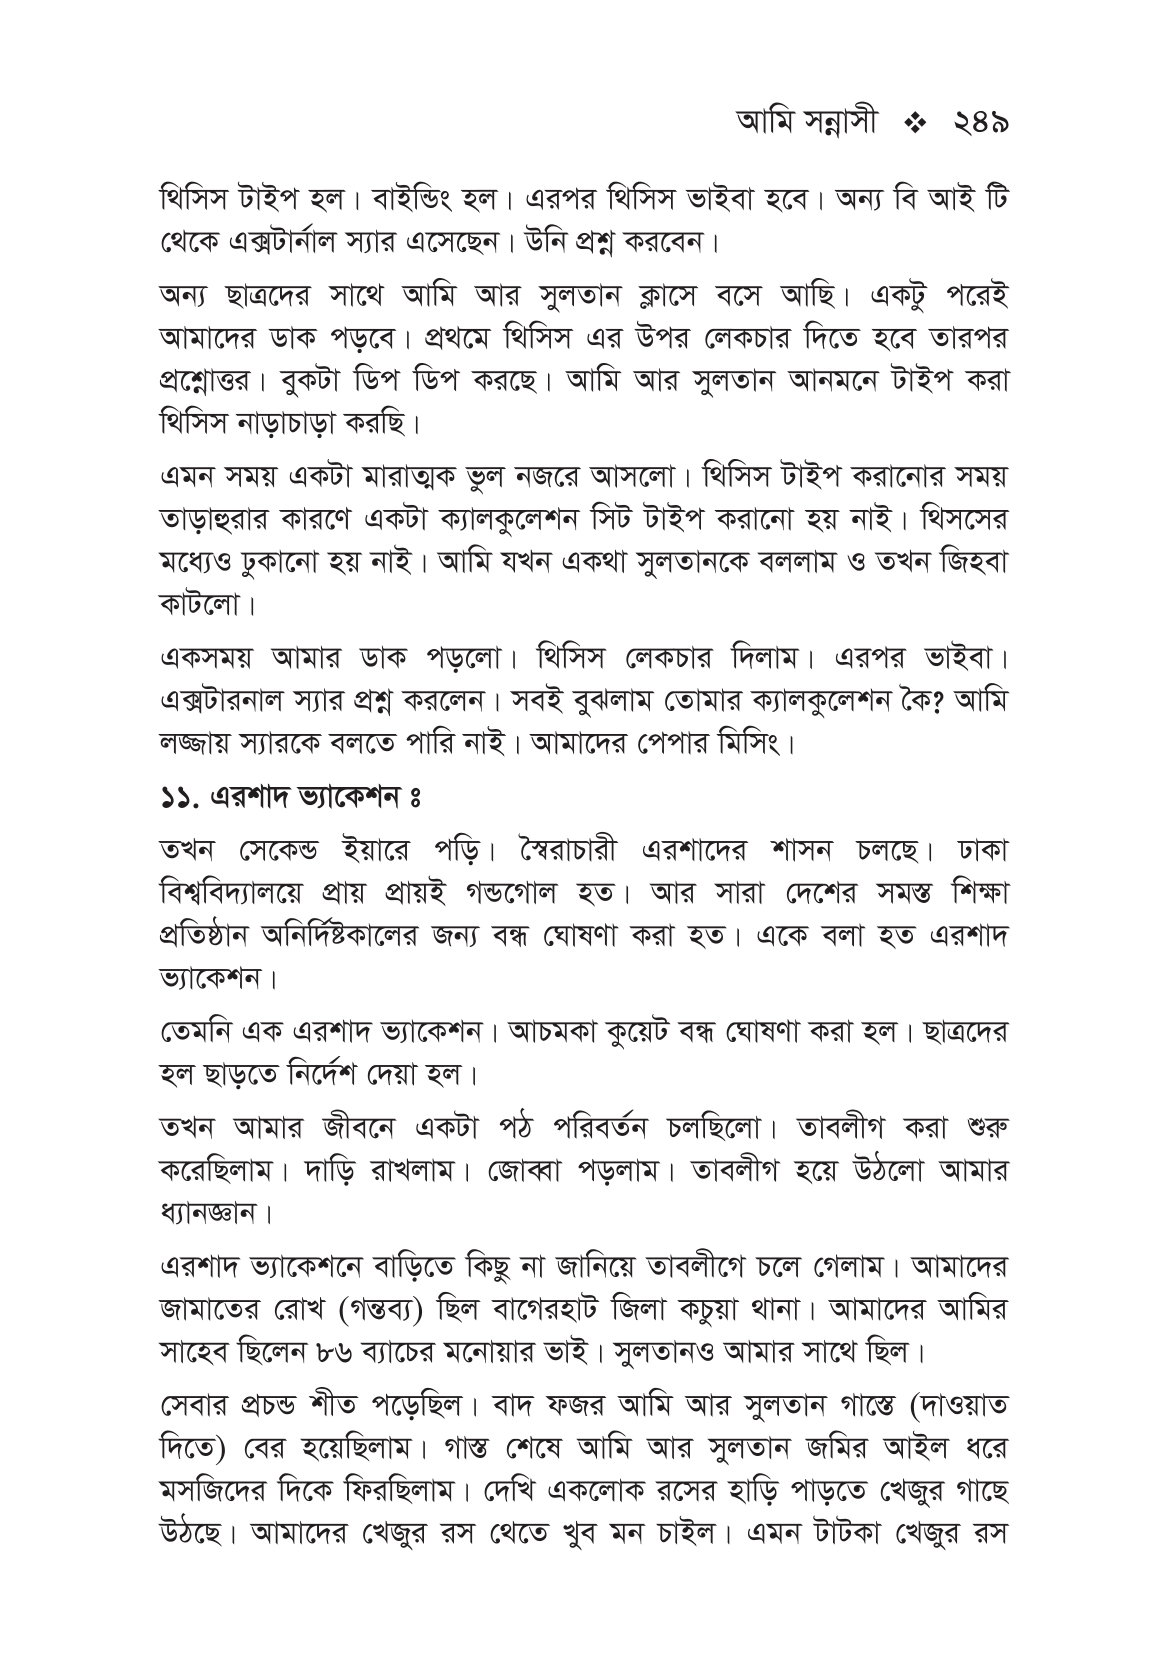 আমি সন্নাসী ❖ ২৪৯
থিসিস টাইপ হল। বাইন্ডিং হল। এরপর থিসিস ভাইবা হবে। অন্য বি আই টি
থেকে এক্সটার্নাল স্যার এসেছেন। উনি প্রশ্ন করবেন।
অন্য ছাত্রদের সাথে আমি আর সুলতান ক্লাসে বসে আছি। একটু পরেই
আমাদের ডাক পড়বে। প্রথমে থিসিস এর উপর লেকচার দিতে হবে তারপর
প্রশ্নোত্তর। বুকটা ডিপ ডিপ করছে। আমি আর সুলতান আনমনে টাইপ করা
থিসিস নাড়াচাড়া করছি।
এমন সময় একটা মারাত্মক ভুল নজরে আসলো। থিসিস টাইপ করানোর সময়
তাড়াহুরার কারণে একটা ক্যালকুলেশন সিট টাইপ করানো হয় নাই। থিসসের
মধ্যেও ঢুকানো হয় নাই। আমি যখন একথা সুলতানকে বললাম ও তখন জিহবা
কাটলো।
একসময় আমার ডাক পড়লো। থিসিস লেকচার দিলাম। এরপর ভাইবা।
এক্সটারনাল স্যার প্রশ্ন করলেন। সবই বুঝলাম তোমার ক্যালকুলেশন কৈ? আমি
লজ্জায় স্যারকে বলতে পারি নাই। আমাদের পেপার মিসিং।
১১. এরশাদ ভ্যাকেশন ঃ
তখন সেকেন্ড ইয়ারে পড়ি। স্বৈরাচারী এরশাদের শাসন চলছে। ঢাকা
বিশ্ববিদ্যালয়ে প্রায় প্রায়ই গন্ডগোল হত। আর সারা দেশের সমস্ত শিক্ষা
প্রতিষ্ঠান অনির্দিষ্টকালের জন্য বন্ধ ঘোষণা করা হত। একে বলা হত এরশাদ
ভ্যাকেশন।
তেমনি এক এরশাদ ভ্যাকেশন। আচমকা কুয়েট বন্ধ ঘোষণা করা হল। ছাত্রদের
হল ছাড়তে নির্দেশ দেয়া হল।
তখন আমার জীবনে একটা পঠ পরিবর্তন চলছিলো। তাবলীগ করা শুরু
করেছিলাম। দাড়ি রাখলাম। জোব্বা পড়লাম। তাবলীগ হয়ে উঠলো আমার
ধ্যানজ্ঞান।
এরশাদ ভ্যাকেশনে বাড়িতে কিছু না জানিয়ে তাবলীগে চলে গেলাম। আমাদের
জামাতের রোখ (গন্তব্য) ছিল বাগেরহাট জিলা কচুয়া থানা। আমাদের আমির
সাহেব ছিলেন ৮৬ ব্যাচের মনোয়ার ভাই। সুলতানও আমার সাথে ছিল।
সেবার প্রচন্ড শীত পড়েছিল। বাদ ফজর আমি আর সুলতান গাস্তে (দাওয়াত
দিতে) বের হয়েছিলাম। গাস্ত শেষে আমি আর সুলতান জমির আইল ধরে
মসজিদের দিকে ফিরছিলাম। দেখি একলোক রসের হাড়ি পাড়তে খেজুর গাছে
উঠছে। আমাদের খেজুর রস থেতে খুব মন চাইল। এমন টাটকা খেজুর রস